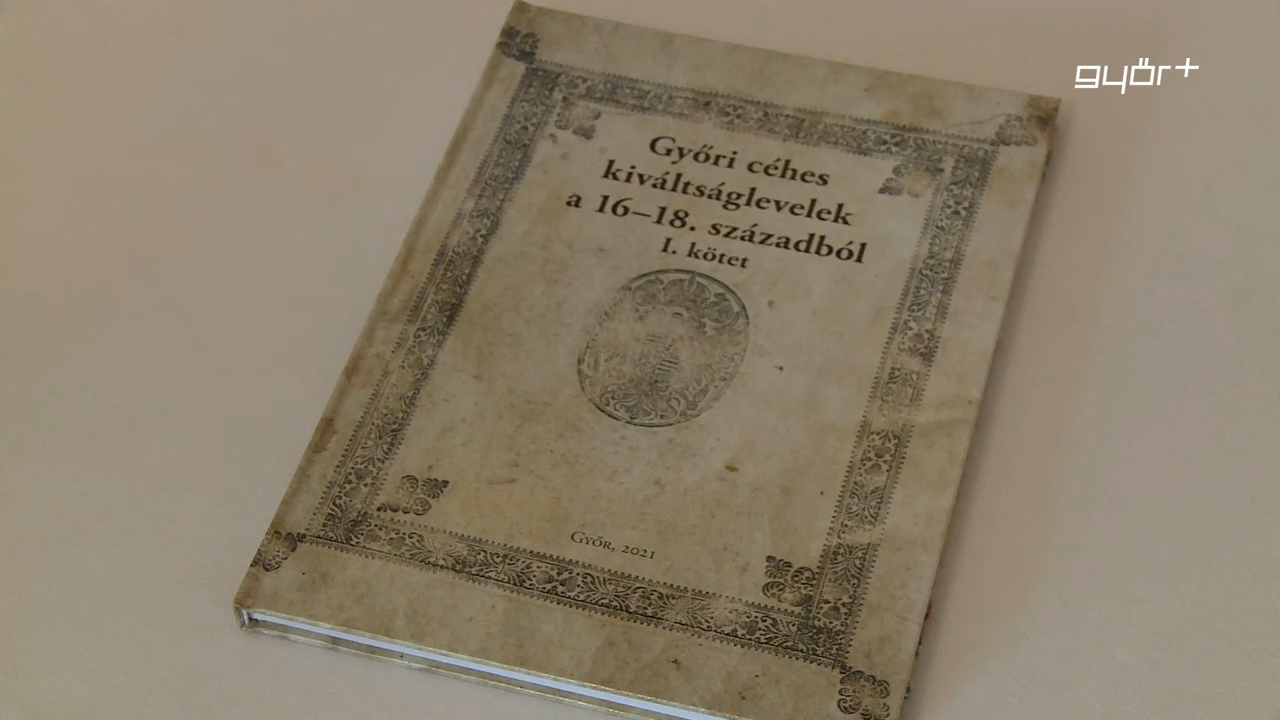 győr+
Győri céhes
kiváltságlevelek
a 16–18. századból
I. kötet
Győr, 2021